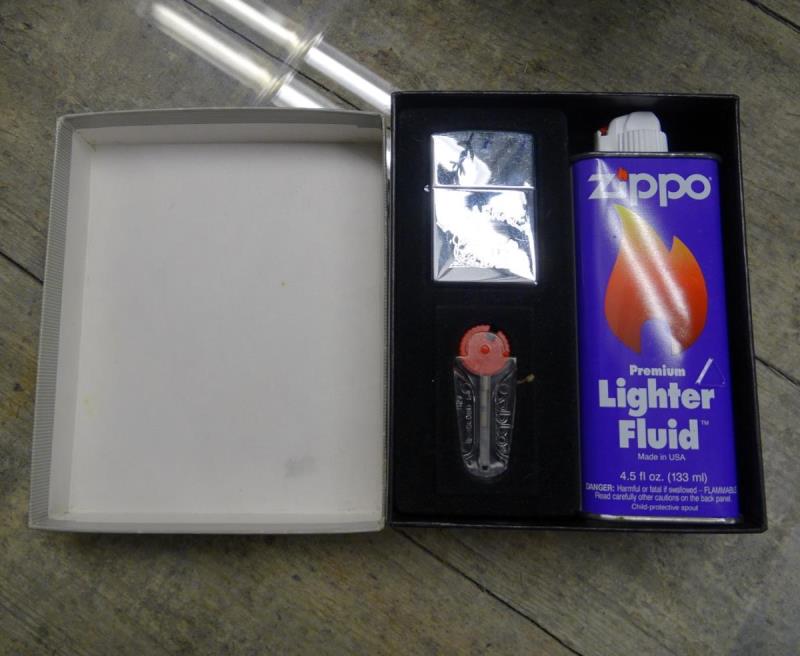 zippo
Premium
Lighter
Fluid™
Made in USA
4.5 fl oz. (133 ml)
DANGER: Harmful or fatal if swallowed – FLAMMABLE
Read carefully other cautions on the back panel.
Child-protective spout